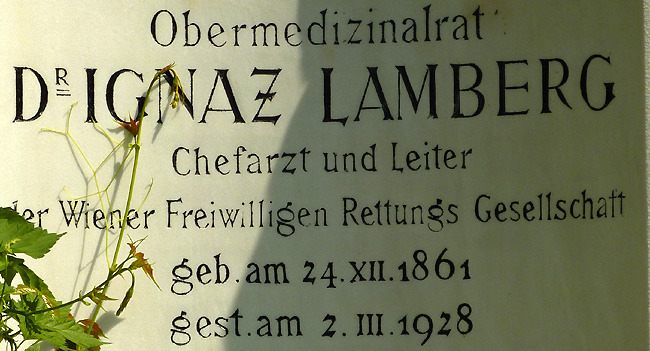 Obermedizinalrat
DR IGNAZ LAMBERG
Chefarzt und Leiter
der Wiener Freiwilligen Rettungs Gesellschaft
geb. am 24. XII. 1861
gest. am 2. III. 1928